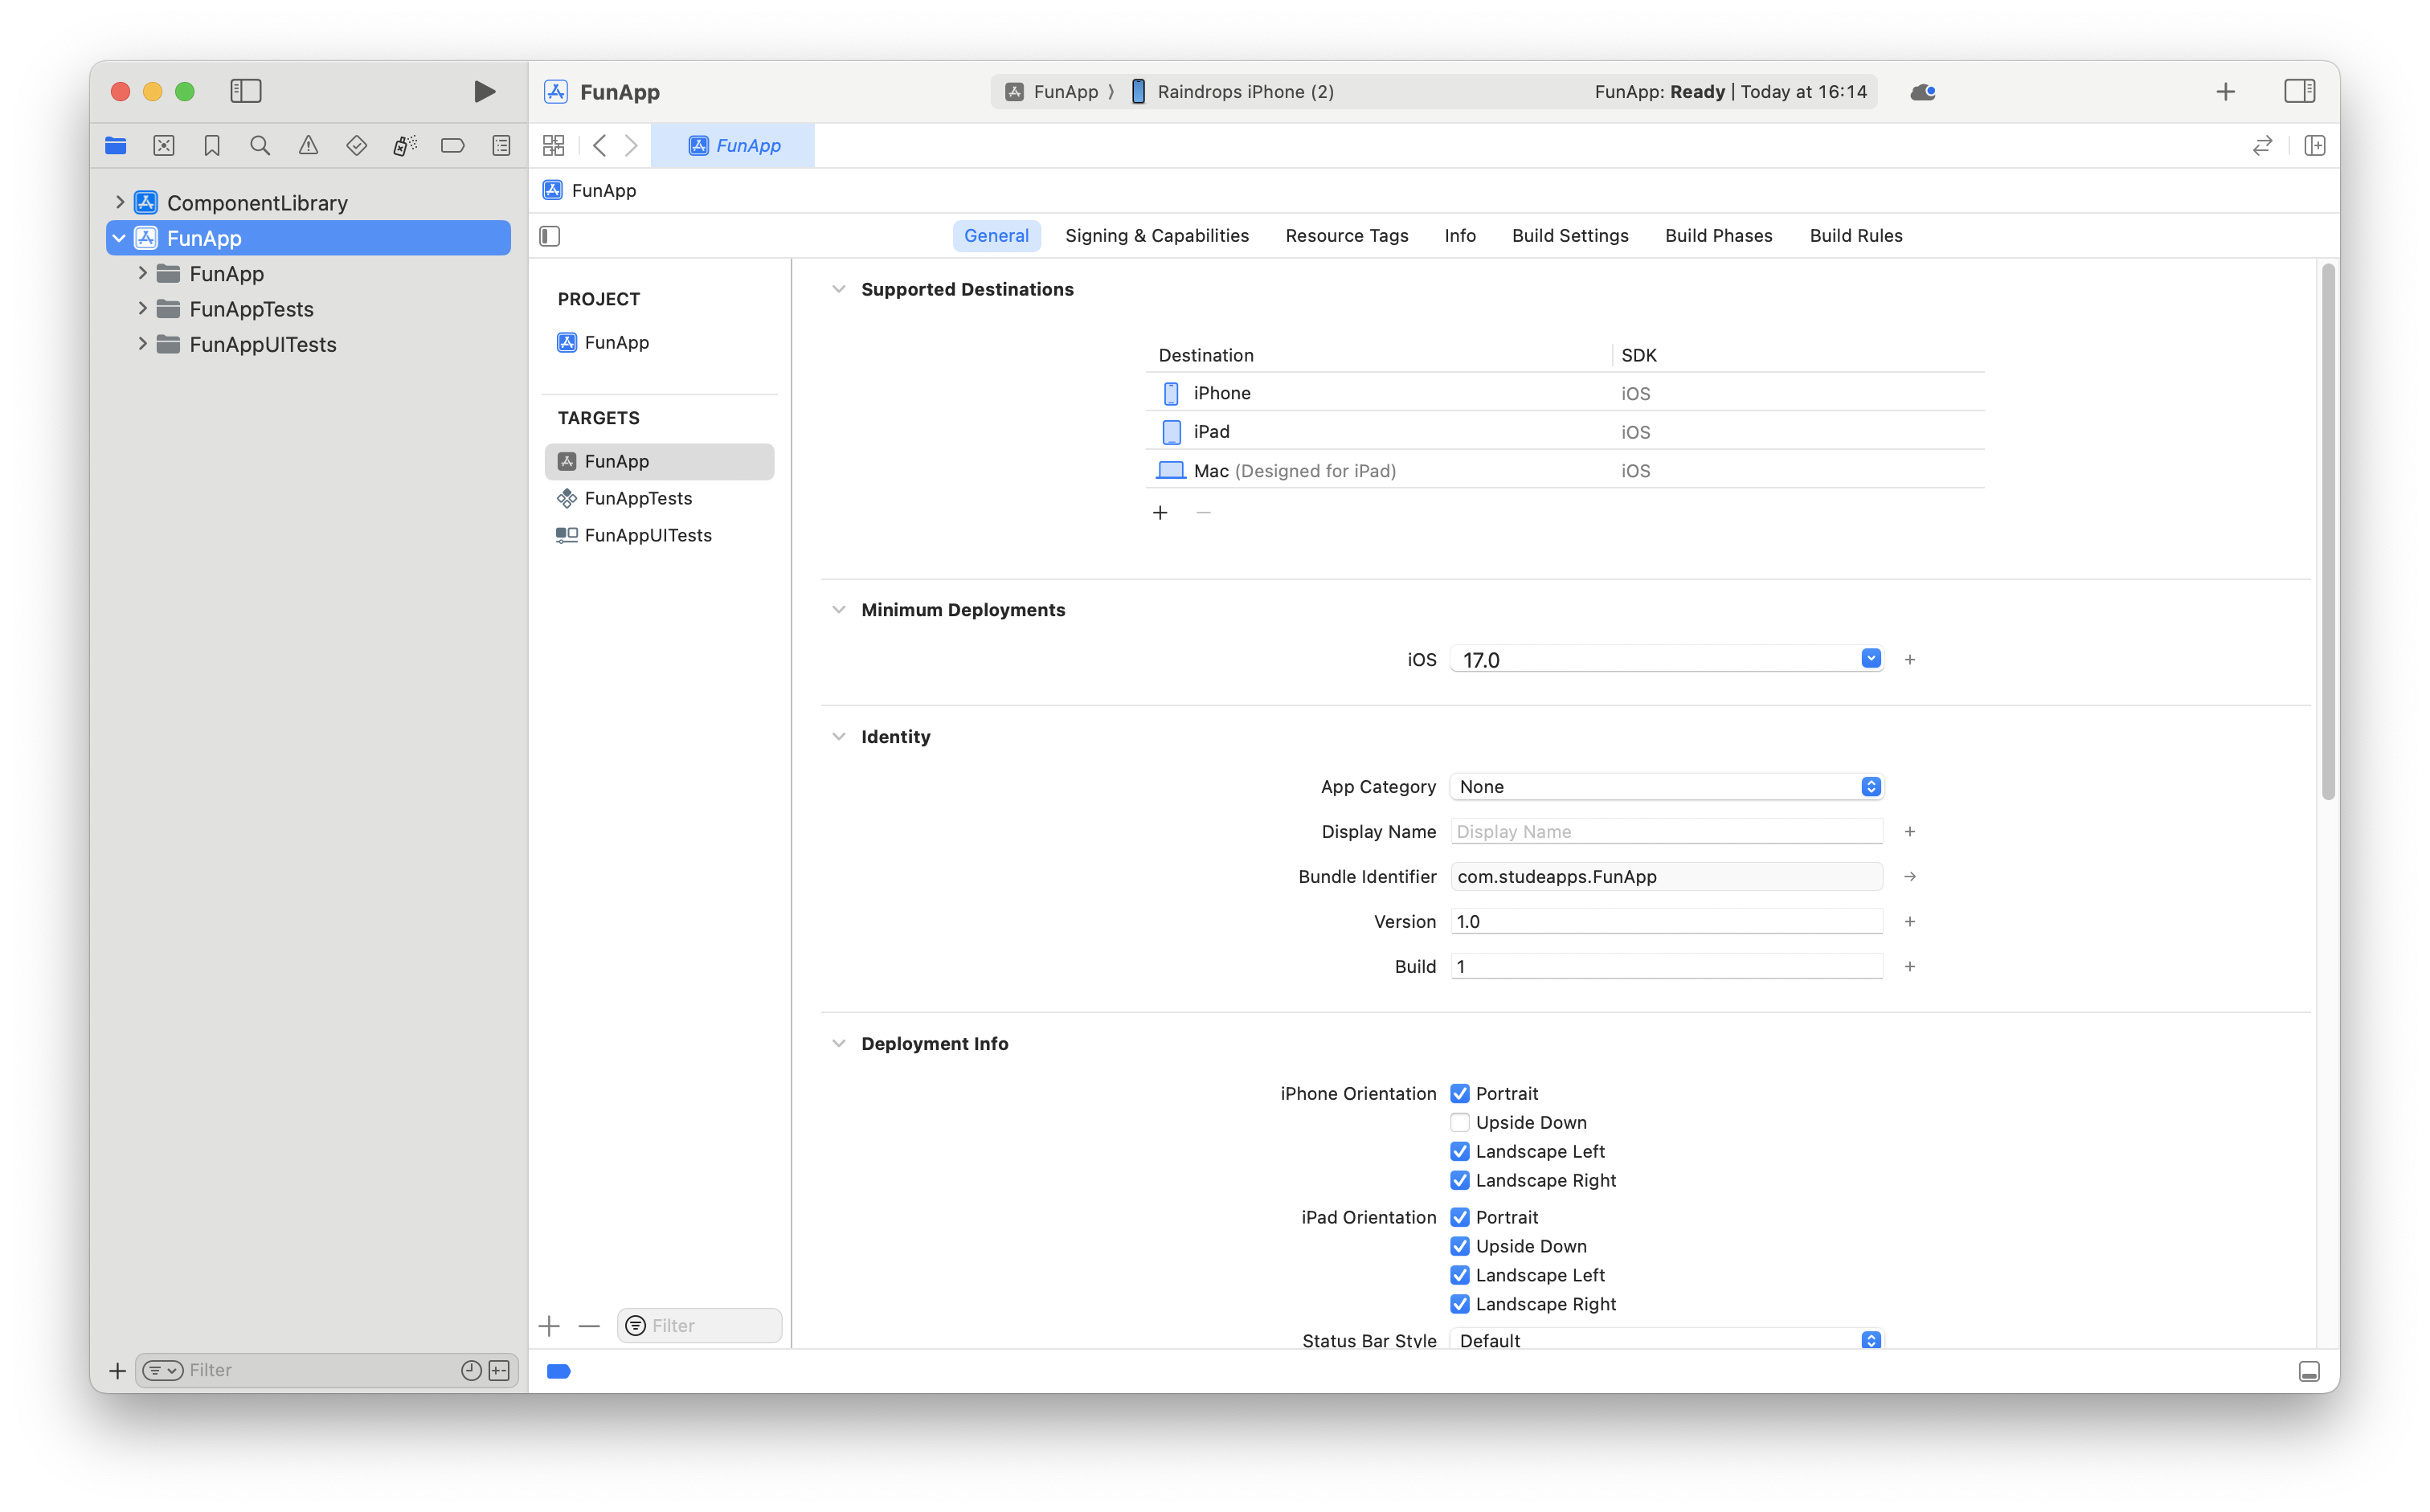 FunApp
FunApp 〉 Raindrops iPhone (2)
FunApp: Ready | Today at 16:14
FunApp
ComponentLibrary
FunApp
FunApp
FunAppTests
FunAppUITests
Filter
FunApp
General Signing & Capabilities Resource Tags Info Build Settings Build Phases Build Rules
PROJECT
FunApp
TARGETS
FunApp
FunAppTests
FunAppUITests
Filter
Supported Destinations
Destination SDK
iPhone iOS
iPad iOS
Mac (Designed for iPad) iOS
Minimum Deployments
iOS 17.0
Identity
App Category None
Display Name Display Name
Bundle Identifier com.studeapps.FunApp
Version 1.0
Build 1
Deployment Info
iPhone Orientation Portrait
Upside Down
Landscape Left
Landscape Right
iPad Orientation Portrait
Upside Down
Landscape Left
Landscape Right
Status Bar Style Default